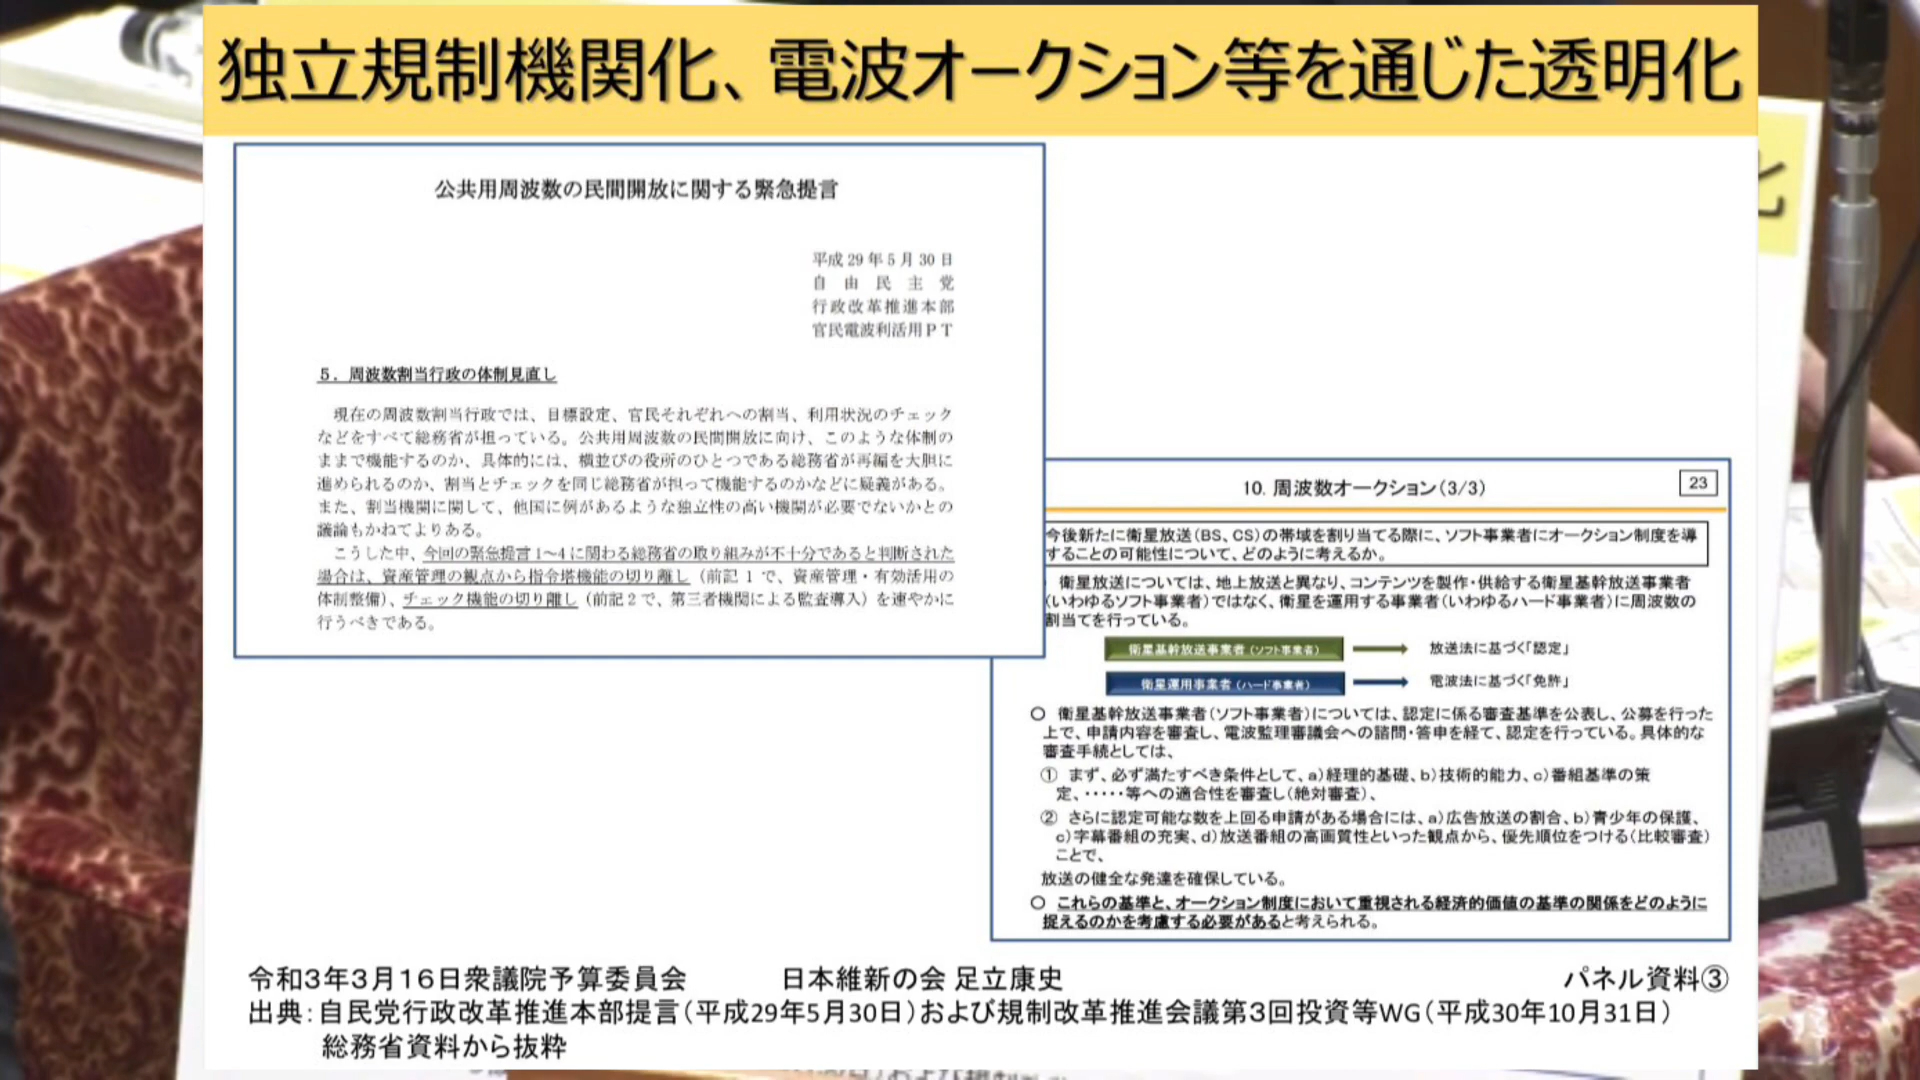 独立規制機関化、電波オークション等を通じた透明化
公共用周波数の民間開放に関する緊急提言
平成29年5月30日
自由民主党
行政改革推進本部
官民電波利活用PT
5．周波数割当行政の体制見直し
現在の周波数割当行政では、目標設定、官民それぞれへの割当、利用状況のチェック
などをすべて総務省が担っている。公共用周波数の民間開放に向け、このような体制の
ままで機能するのか、具体的には、横並びの役所のひとつである総務省が再編を大胆に
進められるのか、割当とチェックを同じ総務省が担って機能するのかなどに疑義がある。
また、割当機関に関して、他国に例があるような独立性の高い機関が必要でないかとの
議論もかねてよりある。
こうした中、今回の緊急提言1～4に関わる総務省の取り組みが不十分であると判断された
場合は、資産管理の観点から指令塔機能の切り離し（前記1で、資産管理・有効活用の
体制整備）、チェック機能の切り離し（前記2で、第三者機関による監査導入）を速やかに
行うべきである。
10. 周波数オークション（3/3）
23
今後新たに衛星放送（BS、CS）の帯域を割り当てる際に、ソフト事業者にオークション制度を導
することの可能性について、どのように考えるか。
衛星放送については、地上放送と異なり、コンテンツを製作・供給する衛星基幹放送事業者
（いわゆるソフト事業者）ではなく、衛星を運用する事業者（いわゆるハード事業者）に周波数の
割当てを行っている。
衛星基幹放送事業者（ソフト事業者） 放送法に基づく「認定」
衛星運用事業者（ハード事業者） 電波法に基づく「免許」
○ 衛星基幹放送事業者（ソフト事業者）については、認定に係る審査基準を公表し、公募を行った
上で、申請内容を審査し、電波監理審議会への諮問・答申を経て、認定を行っている。具体的な
審査手続としては、
① まず、必ず満たすべき条件として、a）経理的基礎、b）技術的能力、c）番組基準の策
定、・・・・・等への適合性を審査し（絶対審査）、
② さらに認定可能な数を上回る申請がある場合には、a）広告放送の割合、b）青少年の保護、
c）字幕番組の充実、d）放送番組の高画質性といった観点から、優先順位をつける（比較審査）
ことで、
放送の健全な発達を確保している。
○ これらの基準と、オークション制度において重視される経済的価値の基準の関係をどのように
捉えるのかを考慮する必要があると考えられる。
令和3年3月16日衆議院予算委員会 日本維新の会 足立康史 パネル資料③
出典：自民党行政改革推進本部提言（平成29年5月30日）および規制改革推進会議第3回投資等WG（平成30年10月31日）
総務省資料から抜粋